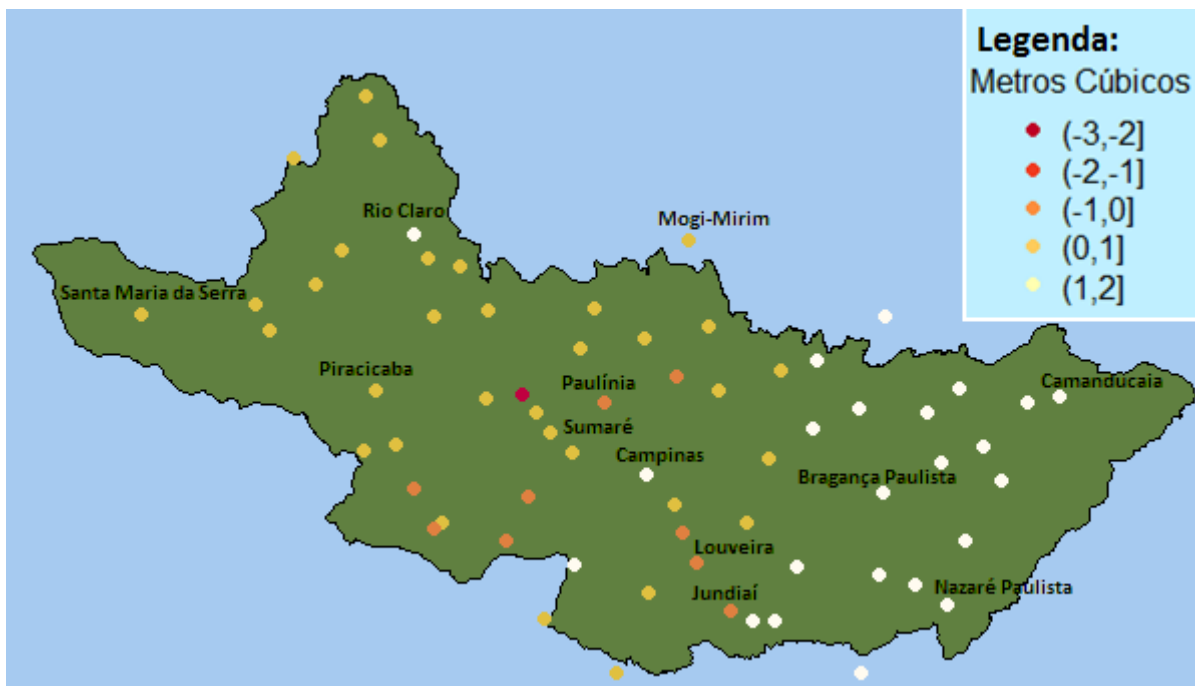 Legenda:
Metros Cúbicos
(-3,-2]
(-2,-1]
(-1,0]
(0,1]
(1,2]
Rio Claro
Mogi-Mirim
Santa Maria da Serra
Piracicaba
Paulínia
Camanducaia
Sumaré
Campinas
Bragança Paulista
Louveira
Jundiaí
Nazaré Paulista